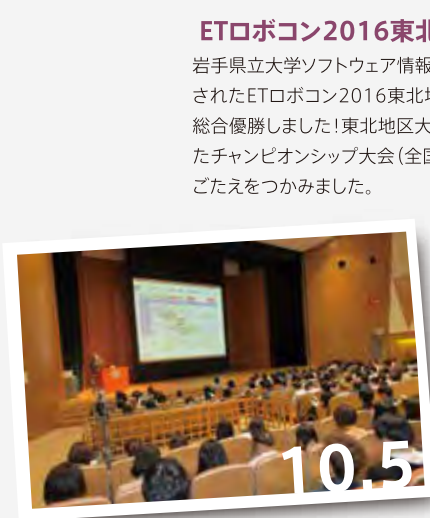 ETロボコン2016東北
岩手県立大学ソフトウェア情報
されたETロボコン2016東北地
総合優勝しました!東北地区大
たチャンピオンシップ大会(全国
ごたえをつかみました。
10.5